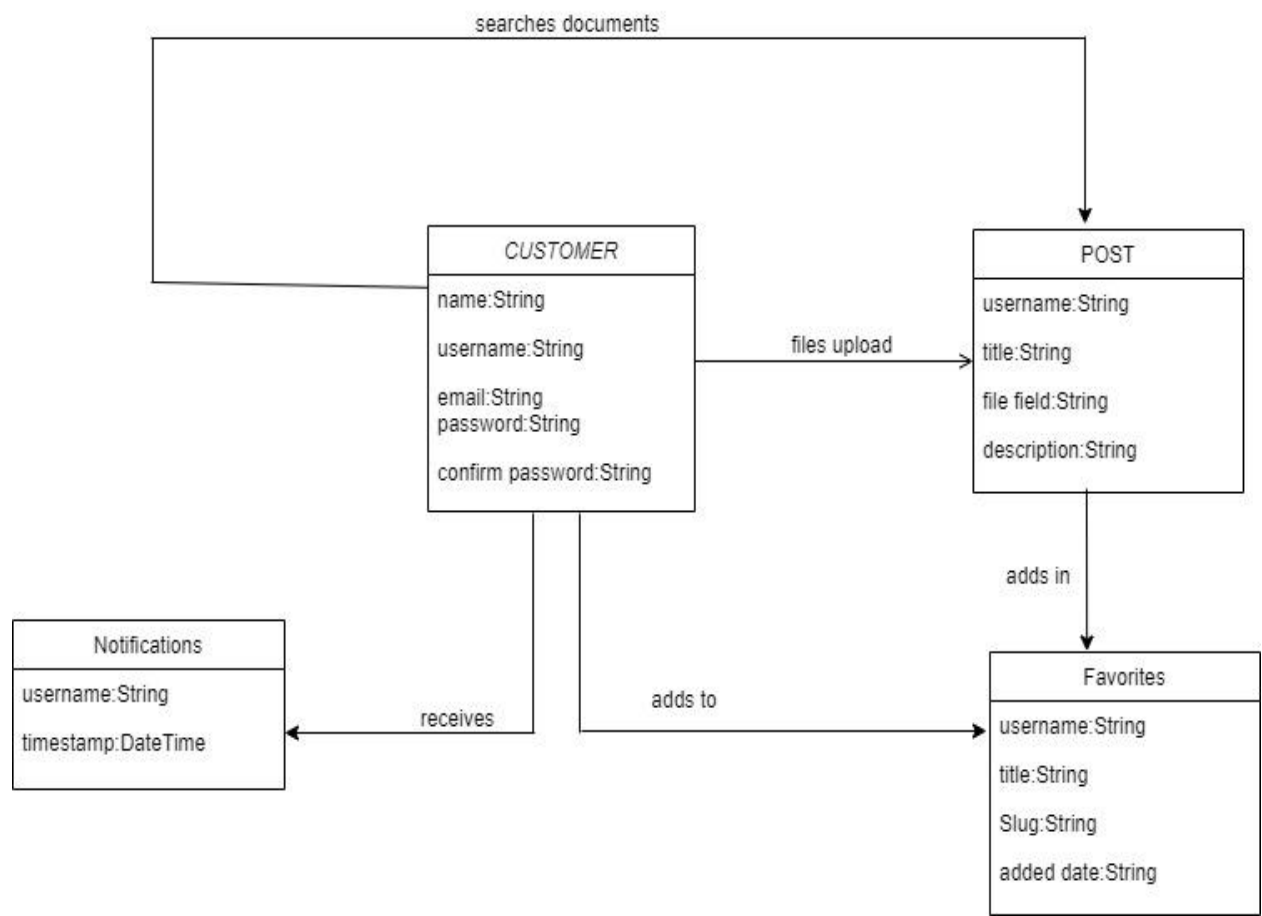 searches documents
CUSTOMER
name:String
username:String
email:String
password:String
confirm password:String
files upload
POST
username:String
title:String
file field:String
description:String
adds in
Notifications
username:String
timestamp:DateTime
receives
adds to
Favorites
username:String
title:String
Slug:String
added date:String